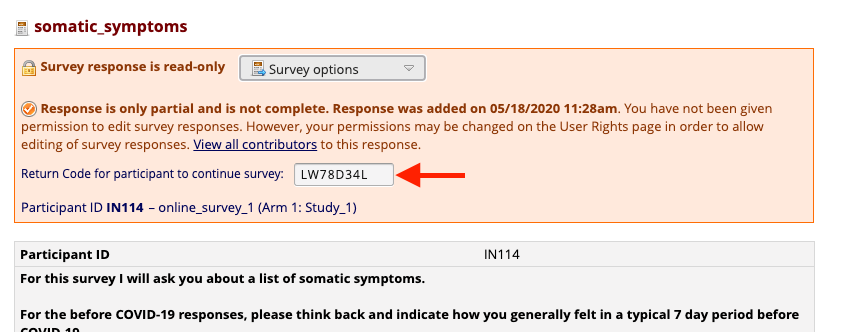 somatic_symptoms
Survey response is read-only
Survey options
Response is only partial and is not complete. Response was added on 05/18/2020 11:28am. You have not been given
permission to edit survey responses. However, your permissions may be changed on the User Rights page in order to allow
editing of survey responses. View all contributors to this response.
Return Code for participant to continue survey: LW78D34L
Participant ID IN114 – online_survey_1 (Arm 1: Study_1)
Participant ID IN114
For this survey I will ask you about a list of somatic symptoms.
For the before COVID-19 responses, please think back and indicate how you generally felt in a typical 7 day period before
COVID-19